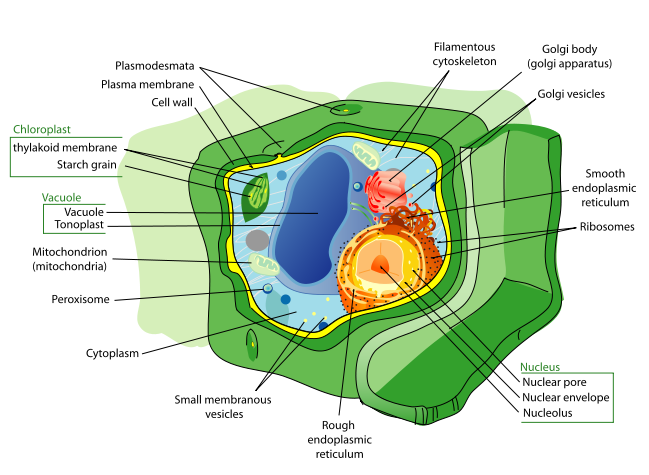 Filamentous
cytoskeleton
Golgi body
(golgi apparatus)
Plasmodesmata
Plasma membrane
Cell wall
Golgi vesicles
Chloroplast
thylakoid membrane
Starch grain
Smooth
endoplasmic
reticulum
Vacuole
Vacuole
Tonoplast
Ribosomes
Mitochondrion
(mitochondria)
Peroxisome
Cytoplasm
Nucleus
Nuclear pore
Nuclear envelope
Nucleolus
Small membranous
vesicles
Rough
endoplasmic
reticulum